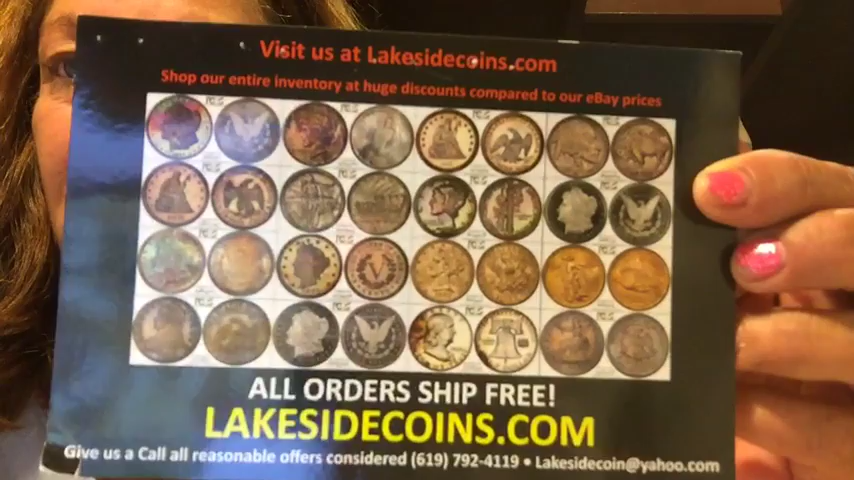 Visit us at Lakesidecoins.com
Shop our entire inventory at huge discounts compared to our eBay prices
ALL ORDERS SHIP FREE!
LAKESIDECOINS.COM
Give us a Call all reasonable offers considered (619) 792-4119 • Lakesidecoin@yahoo.com